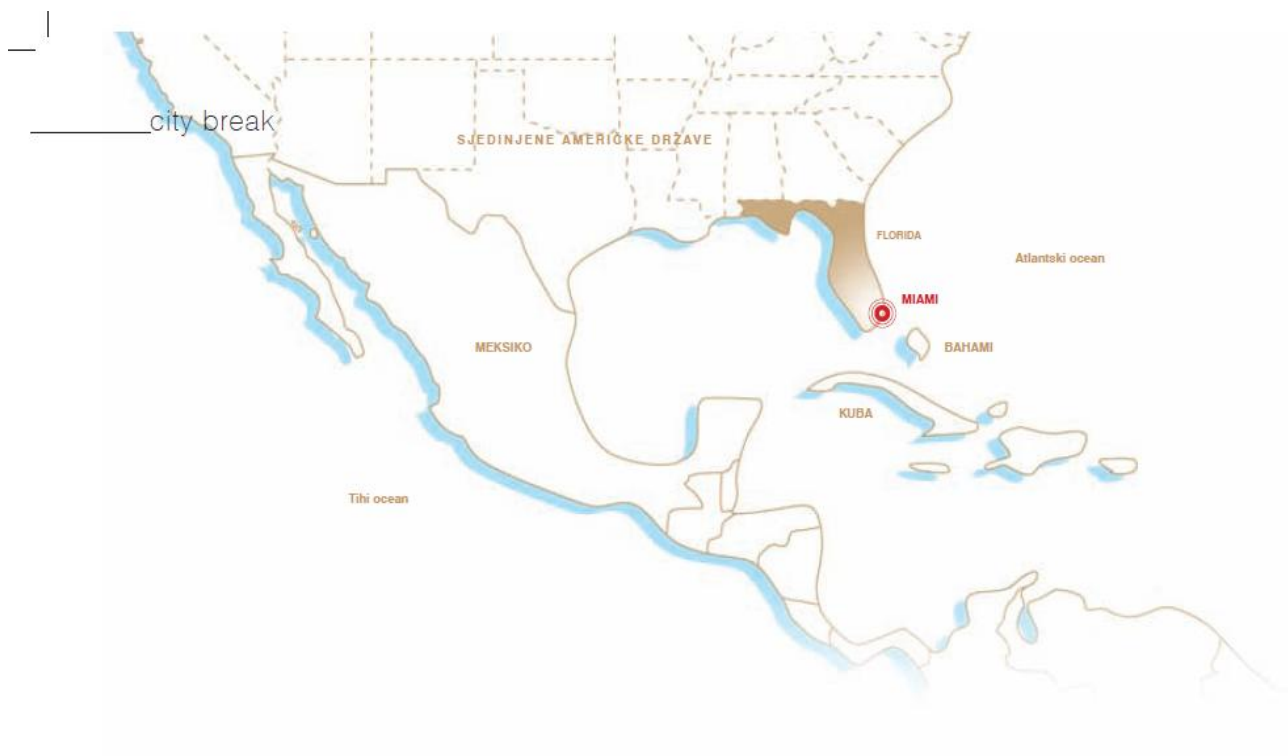 city break
SJEDINJENE AMERIČKE DRŽAVE
FLORIDA
Atlantski ocean
MIAMI
MEKSIKO
BAHAMI
KUBA
Tihi ocean